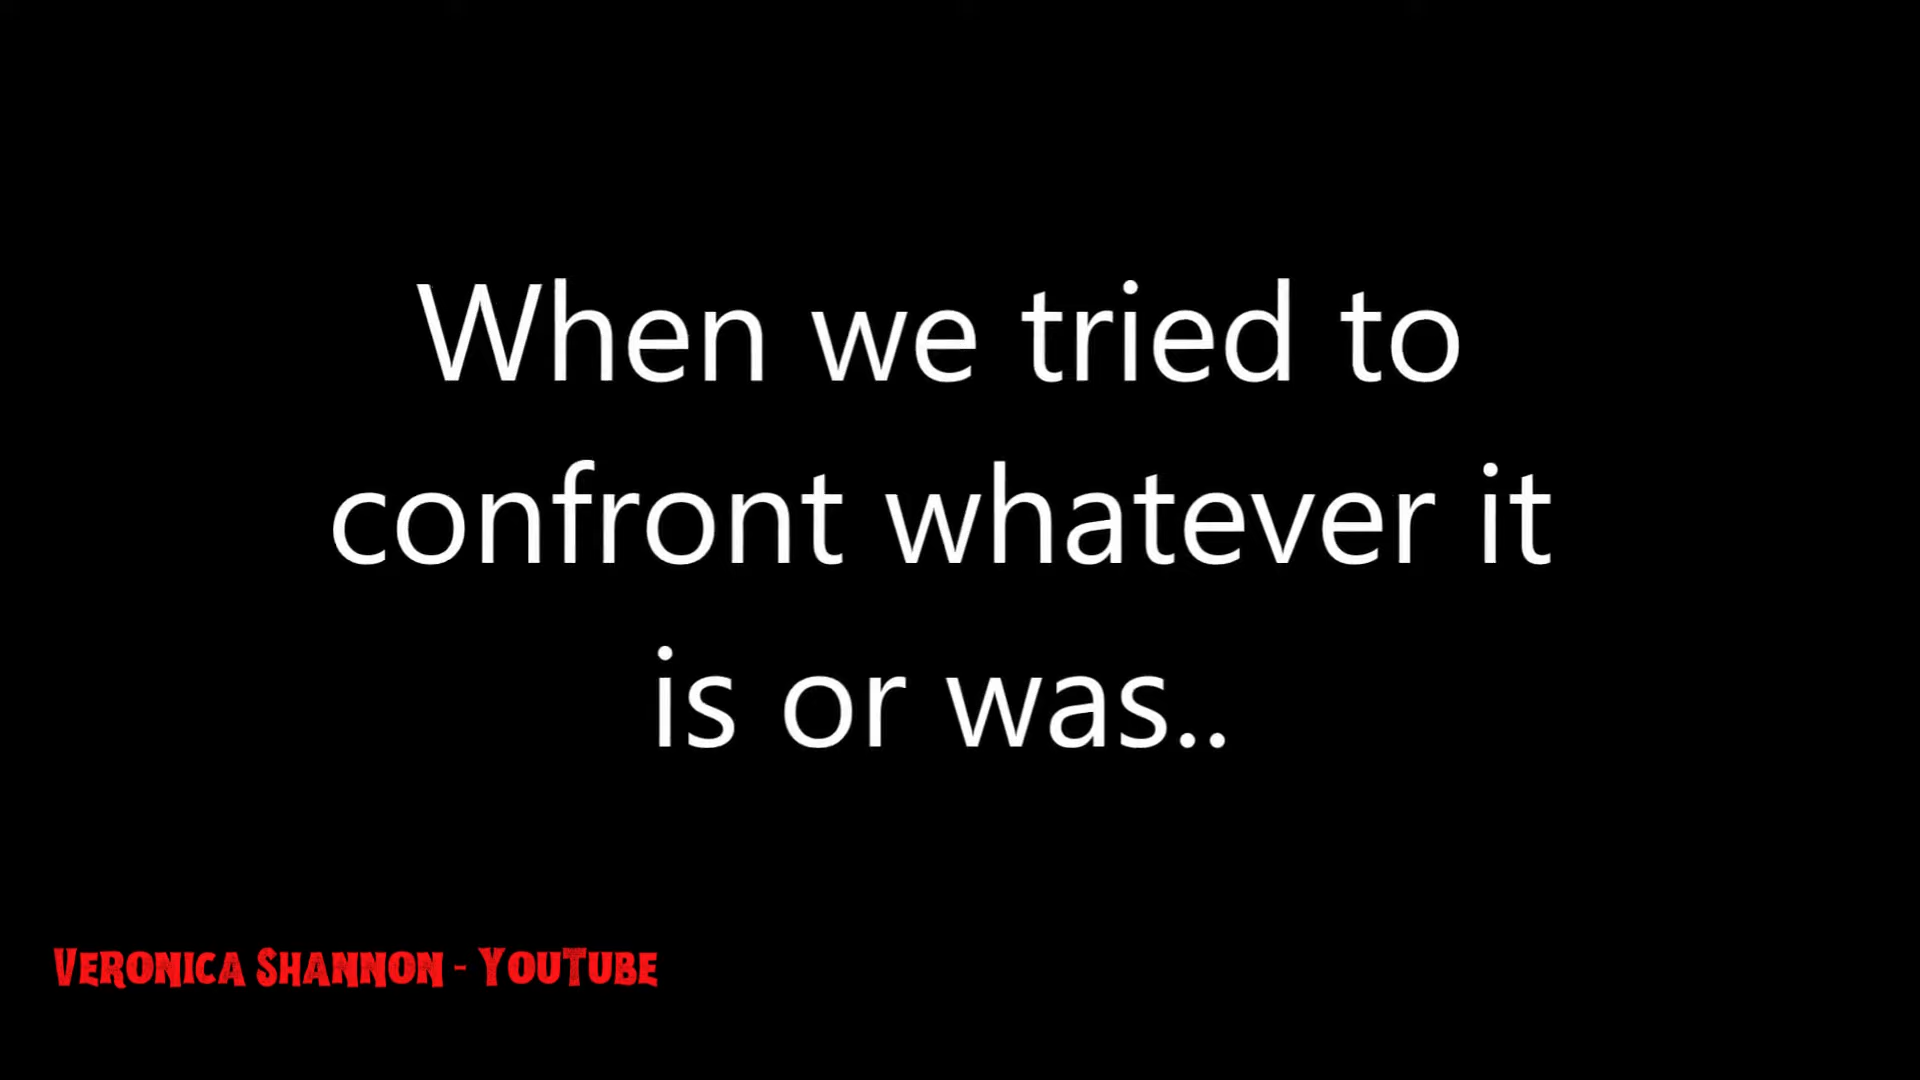 When we tried to
confront whatever it
is or was..
Veronica Shannon - YouTube